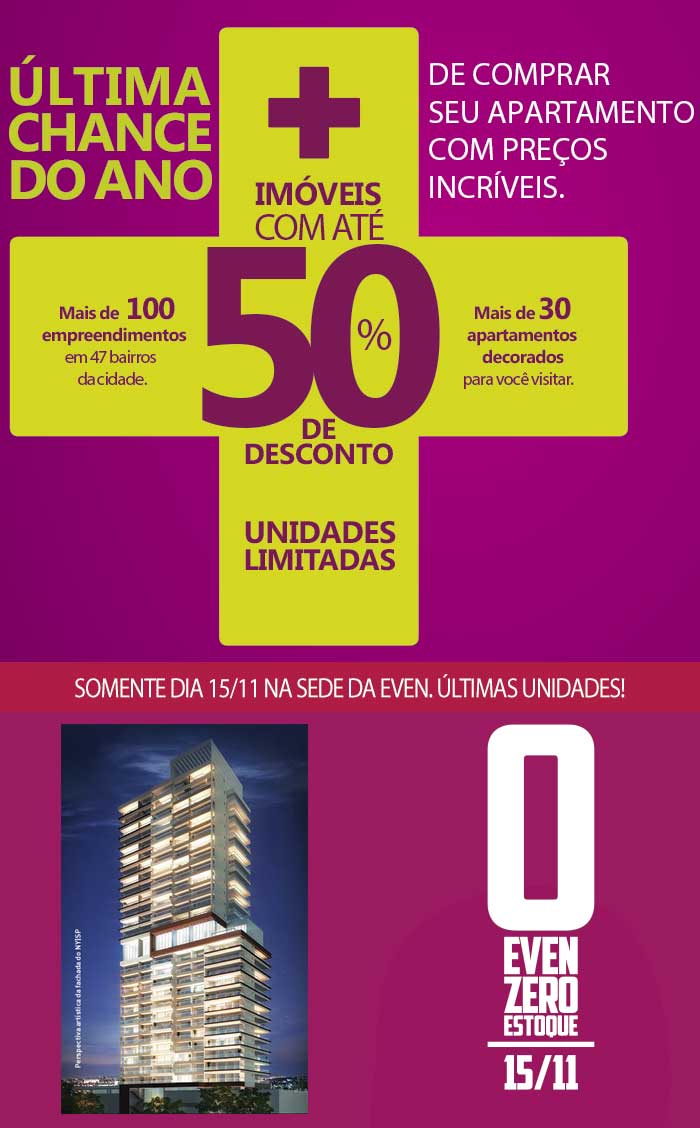 ÚLTIMA
CHANCE
DO ANO
+
IMÓVEIS
COM ATÉ
50%
DE
DESCONTO
UNIDADES
LIMITADAS
DE COMPRAR
SEU APARTAMENTO
COM PREÇOS
INCRÍVEIS.
Mais de 100
empreendimentos
em 47 bairros
da cidade.
Mais de 30
apartamentos
decorados
para você visitar.
SOMENTE DIA 15/11 NA SEDE DA EVEN. ÚLTIMAS UNIDADES!
Perspectiva artística da fachada do NYISP
0
EVEN
ZERO
ESTOQUE
15/11